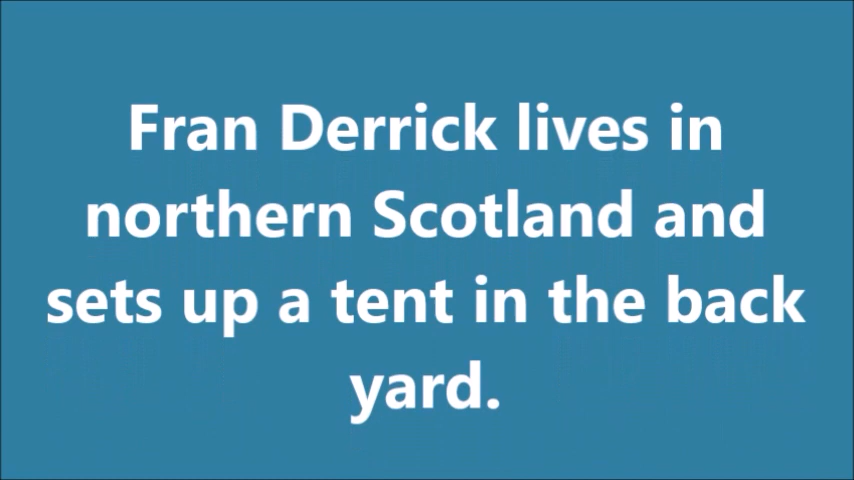 Fran Derrick lives in
northern Scotland and
sets up a tent in the back
yard.